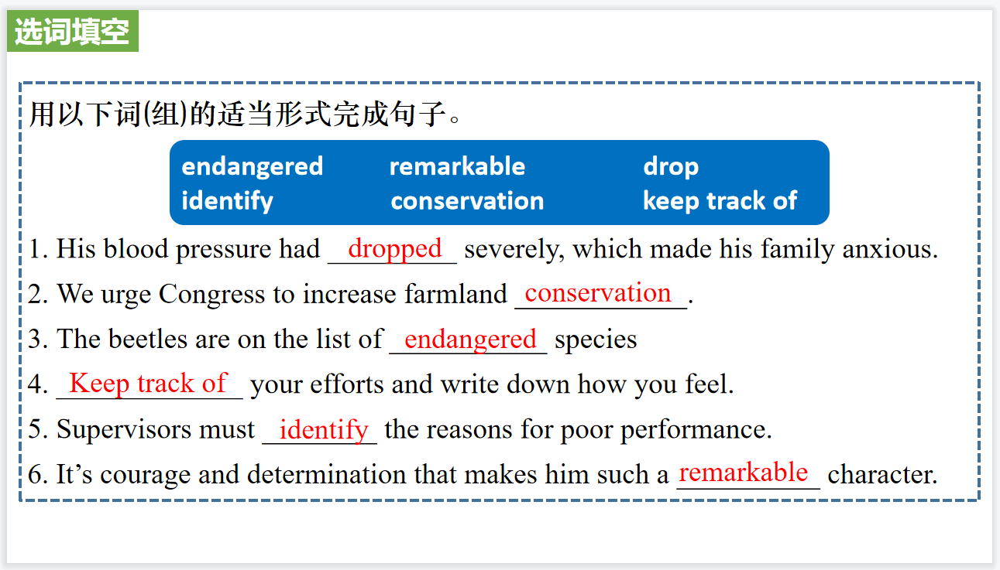 选词填空
用以下词(组)的适当形式完成句子。
endangered remarkable drop
identify conservation keep track of
1. His blood pressure had dropped severely, which made his family anxious.
2. We urge Congress to increase farmland conservation.
3. The beetles are on the list of endangered species
4. Keep track of your efforts and write down how you feel.
5. Supervisors must identify the reasons for poor performance.
6. It’s courage and determination that makes him such a remarkable character.